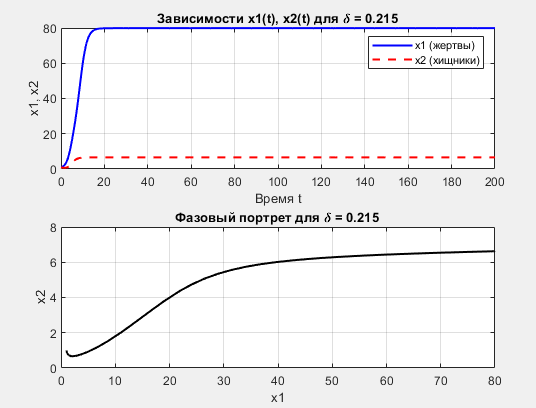 Зависимости x1(t), x2(t) для δ = 0.215
80
60
40
20
0
x1, x2
x1 (жертвы)
x2 (хищники)
0 20 40 60 80 100 120 140 160 180 200
Время t
Фазовый портрет для δ = 0.215
8
6
4
2
0
x2
0 10 20 30 40 50 60 70 80
x1